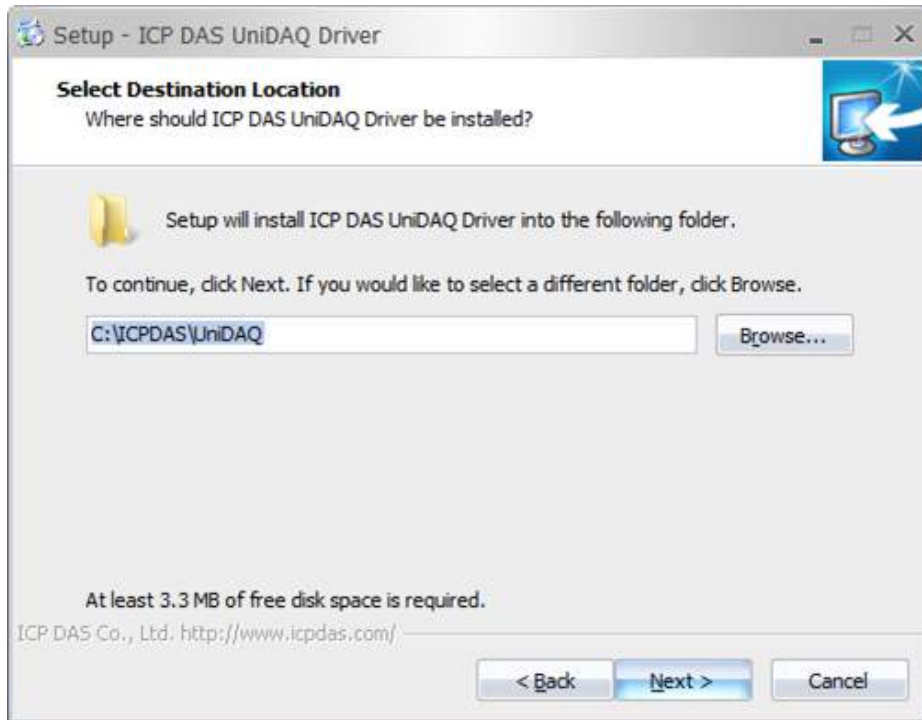 Setup - ICP DAS UniDAQ Driver
Select Destination Location
Where should ICP DAS UniDAQ Driver be installed?
Setup will install ICP DAS UniDAQ Driver into the following folder.
To continue, click Next. If you would like to select a different folder, click Browse.
C:\ICPDAS\UniDAQ
Browse...
At least 3.3 MB of free disk space is required.
ICP DAS Co., Ltd. http://www.icpdas.com/
< Back Next > Cancel